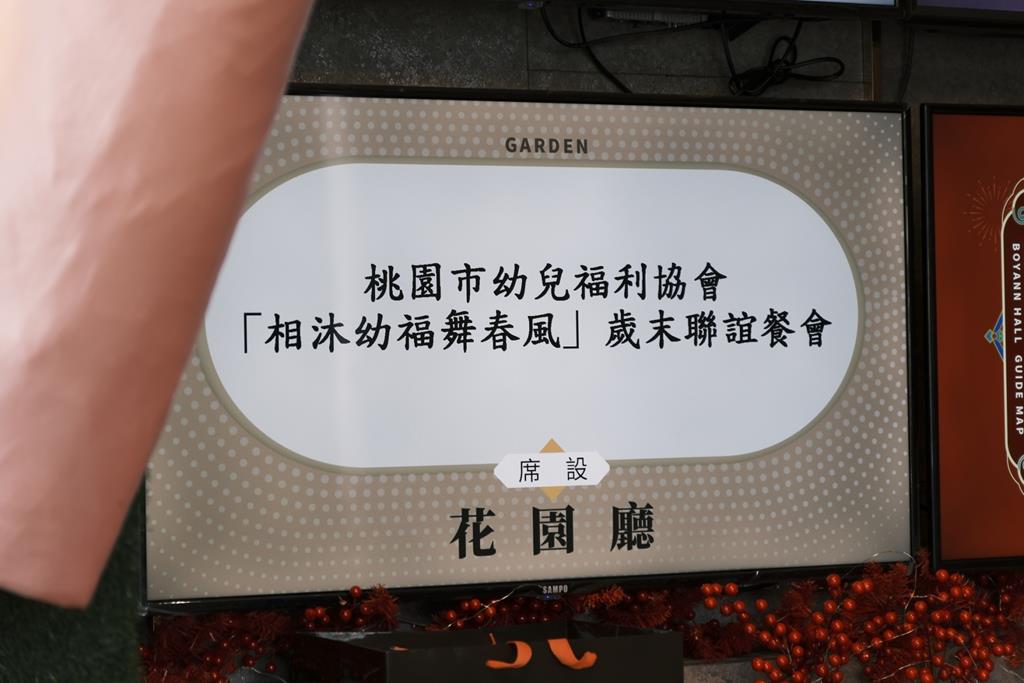 GARDEN
桃園市幼兒福利協會
「相沐幼福舞春風」歲末聯誼餐會
席 設
花園廳
SAMPO
BOYANN HALL GUIDE MAP